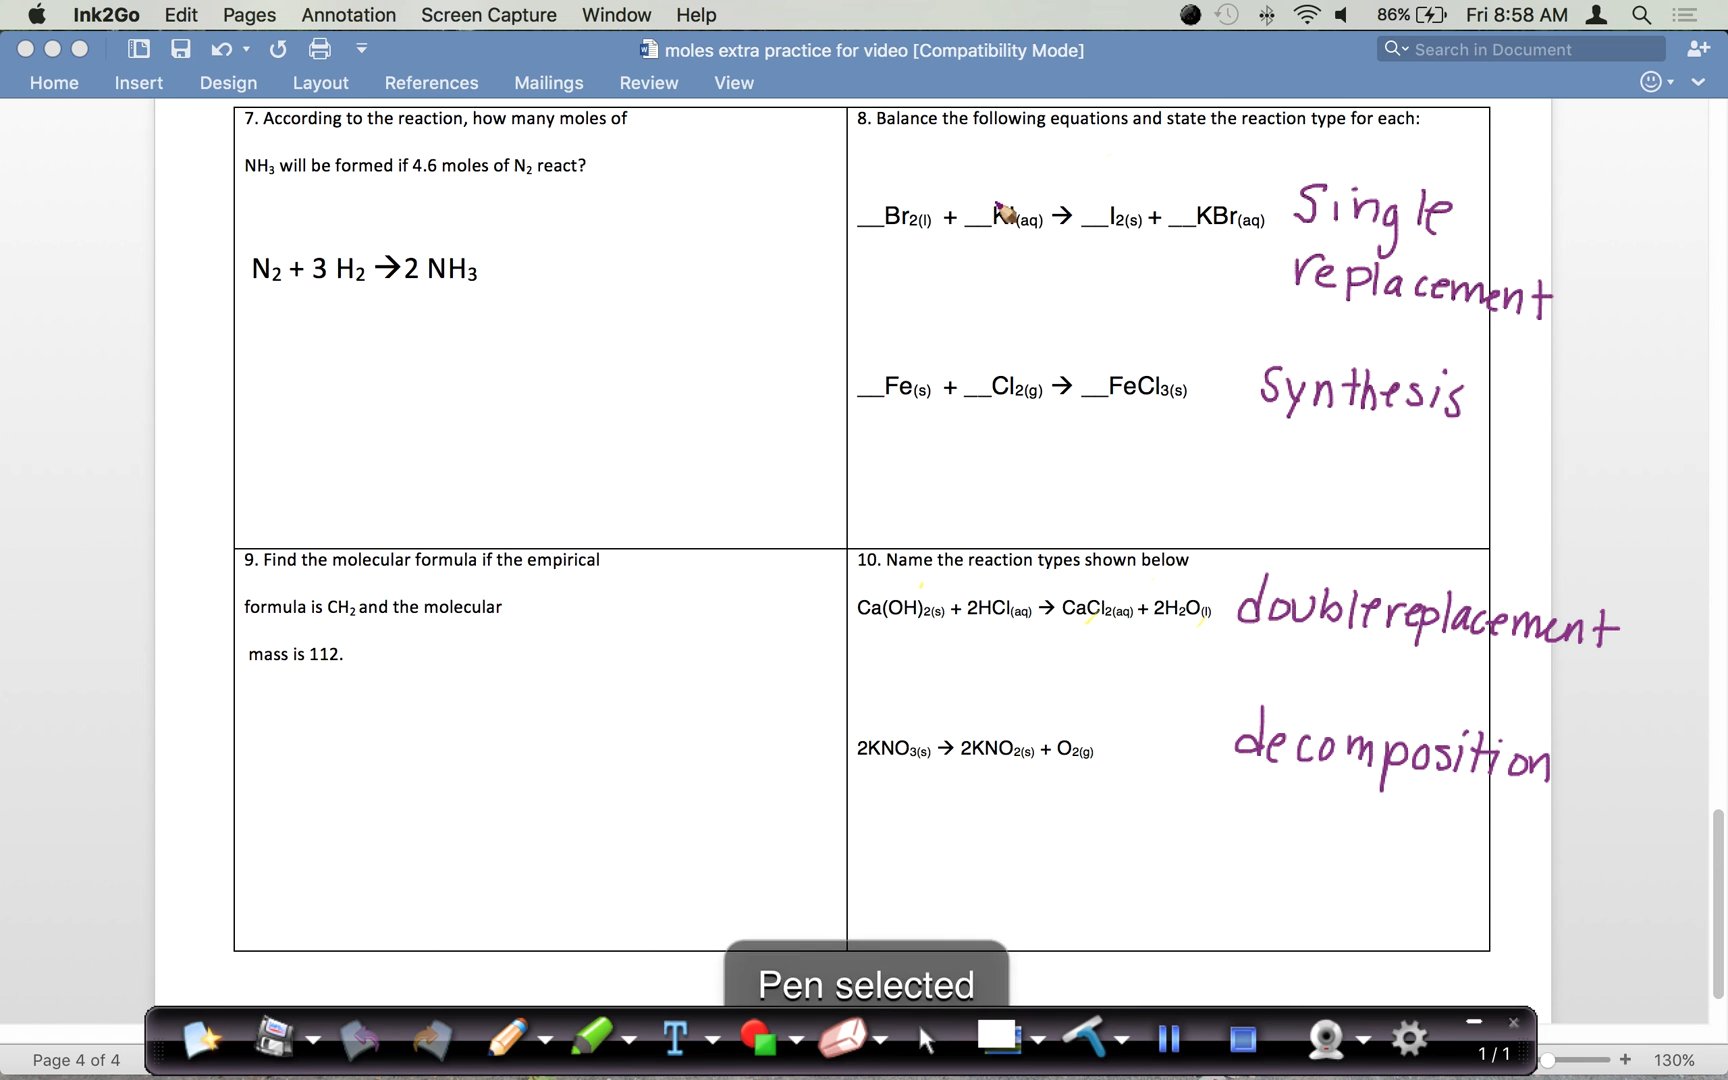 Ink2Go Edit Pages Annotation Screen Capture Window Help 86% Fri 8:58 AM
moles extra practice for video [Compatibility Mode] Search in Document
Home Insert Design Layout References Mailings Review View
7. According to the reaction, how many moles of
NH₃ will be formed if 4.6 moles of N₂ react?
N₂ + 3 H₂ →2 NH₃
8. Balance the following equations and state the reaction type for each:
__Br₂(l) + __KI(aq) → __I₂(s) + __KBr(aq) Single
replacement
__Fe(s) + __Cl₂(g) → __FeCl₃(s) Synthesis
9. Find the molecular formula if the empirical
formula is CH₂ and the molecular
mass is 112.
10. Name the reaction types shown below
Ca(OH)₂(s) + 2HCl(aq) → CaCl₂(aq) + 2H₂O(l) double replacement
2KNO₃(s) → 2KNO₂(s) + O₂(g) decomposition
Pen selected
T
1/1
Page 4 of 4 130%